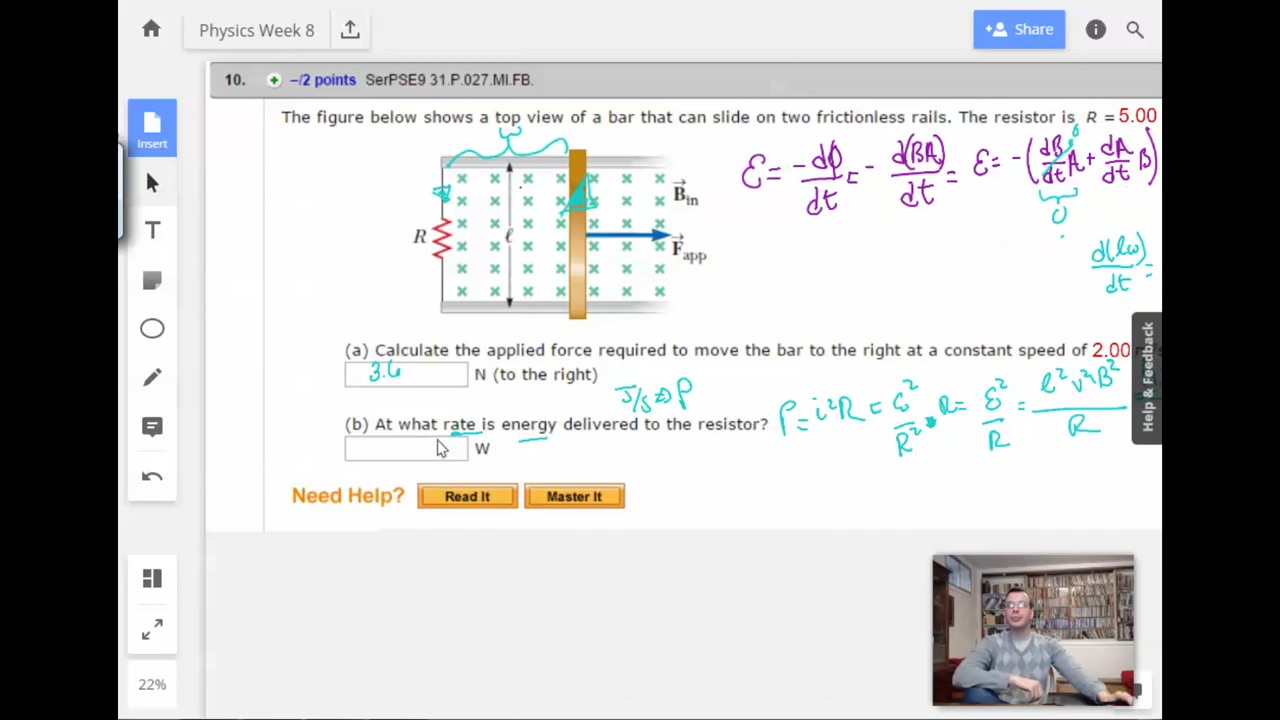 Physics Week 8
Share
Insert
10. −/2 points SerPSE9 31.P.027.MI.FB.
The figure below shows a top view of a bar that can slide on two frictionless rails. The resistor is R = 5.00
w
ε = -dϕ/dt = - d(BA)/dt = ε = -(dB/dt A + dA/dt B)
0
0
B⃗in
R
ℓ
F⃗app
d(lw)/dt =
(a) Calculate the applied force required to move the bar to the right at a constant speed of 2.00
3.6 N (to the right)
J/s ⇔ P
(b) At what rate is energy delivered to the resistor?
P = i²R = ε²/R² · R = ε²/R = l²v²B²/R
W
Need Help? Read It Master It
Help & Feedback
22%